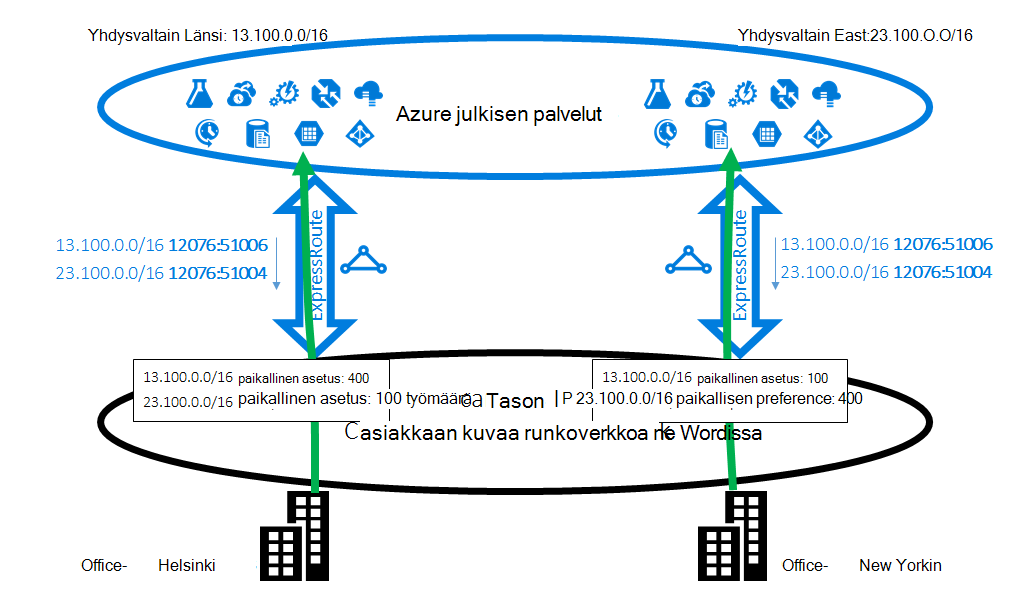 Yhdysvaltain Länsi: 13.100.0.0/16
Yhdysvaltain East:23.100.O.O/16
Azure julkisen palvelut
ExpressRoute
ExpressRoute
13.100.0.0/16 12076:51006
23.100.0.0/16 12076:51004
13.100.0.0/16 12076:51006
23.100.0.0/16 12076:51004
13.100.0.0/16 paikallinen asetus: 400
23.100.0.0/16 paikallinen asetus: 100 työmäärä
Tason
13.100.0.0/16 paikallinen asetus: 100
P 23.100.0.0/16 paikallisen preference: 400
Casiakkaan kuvaa runkoverkkoa Wordissa
Office- Helsinki
Office- New Yorkin